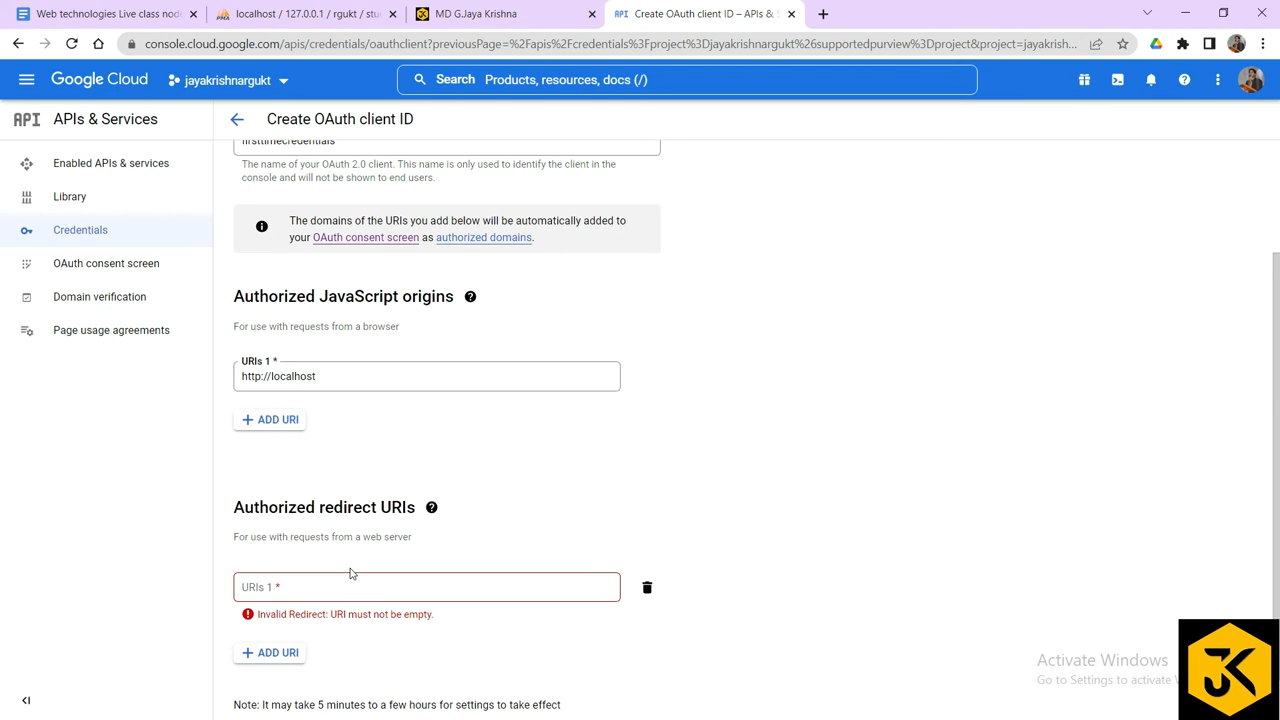 Web technologies Live class note
localhost / 127.0.0.1 / rgukt / stu
MD GJaya Krishna
Create OAuth client ID – APIs & S
console.cloud.google.com/apis/credentials/oauthclient?previousPage=%2Fapis%2Fcredentials%3Fproject%3Djayakrishnargukt%26supportedpurview%3Dproject&project=jayakrish...
Google Cloud
jayakrishnargukt
Search Products, resources, docs (/)
API APIs & Services
Create OAuth client ID
Enabled APIs & services
Library
Credentials
OAuth consent screen
Domain verification
Page usage agreements
firsttimecredentials
The name of your OAuth 2.0 client. This name is only used to identify the client in the
console and will not be shown to end users.
The domains of the URIs you add below will be automatically added to
your OAuth consent screen as authorized domains.
Authorized JavaScript origins
For use with requests from a browser
URIs 1 *
http://localhost
+ ADD URI
Authorized redirect URIs
For use with requests from a web server
URIs 1 *
Invalid Redirect: URI must not be empty.
+ ADD URI
Note: It may take 5 minutes to a few hours for settings to take effect
Activate Windows
Go to Settings to activate
JK